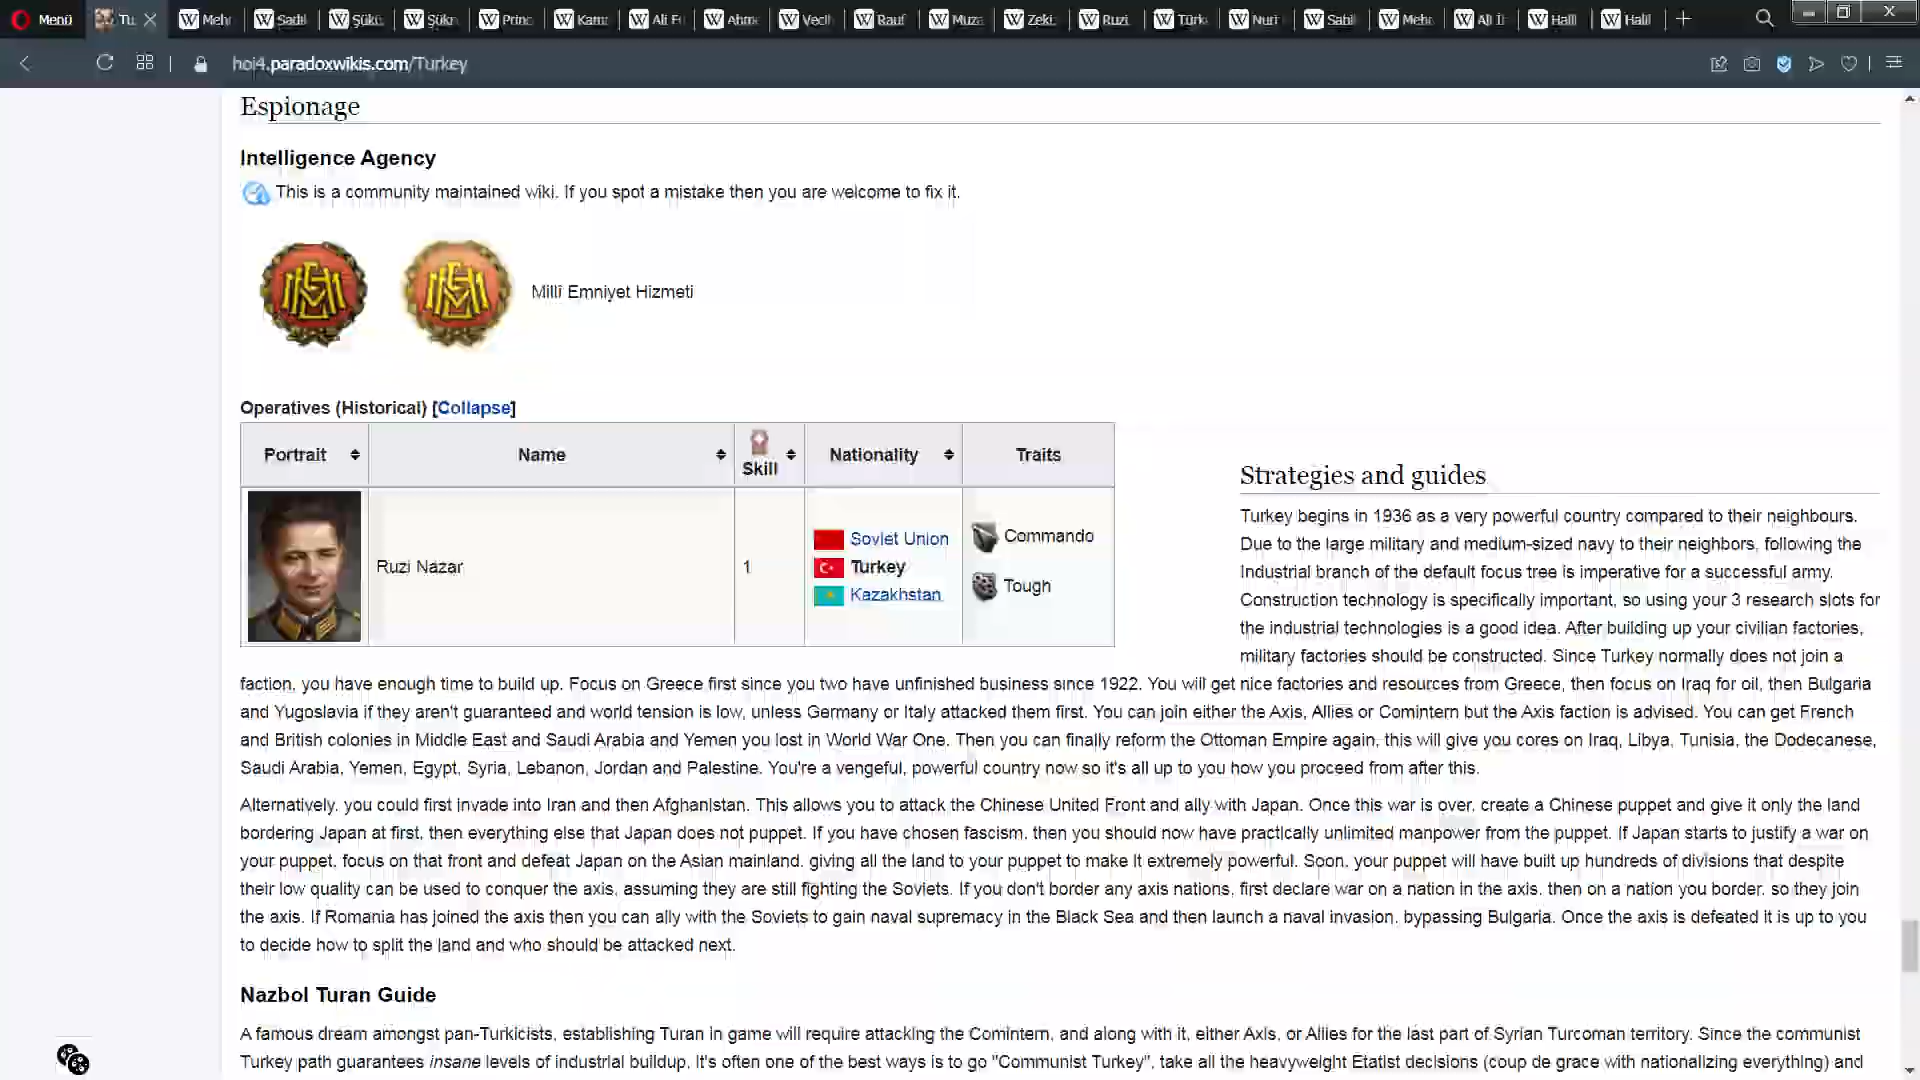 Menü
Tu
Mehr
Sadil
Şükü
Şükr
Princ
Kamr
Ali Fu
Ahme
Vecil
Rauf
Muza
Zeki
Ruzi
Türk
Nuri
Sabil
Mehr
Ali İl
Halil
Halil
hoi4.paradoxwikis.com/Turkey
Espionage
Intelligence Agency
This is a community maintained wiki. If you spot a mistake then you are welcome to fix it.
Millî Emniyet Hizmeti
Operatives (Historical) [Collapse]
Portrait Name Skill Nationality Traits
Ruzi Nazar
1
Soviet Union
Turkey
Kazakhstan
Commando
Tough
Strategies and guides
Turkey begins in 1936 as a very powerful country compared to their neighbours.
Due to the large military and medium-sized navy to their neighbors, following the
Industrial branch of the default focus tree is imperative for a successful army.
Construction technology is specifically important, so using your 3 research slots for
the industrial technologies is a good idea. After building up your civilian factories,
military factories should be constructed. Since Turkey normally does not join a
faction, you have enough time to build up. Focus on Greece first since you two have unfinished business since 1922. You will get nice factories and resources from Greece, then focus on Iraq for oil, then Bulgaria
and Yugoslavia if they aren't guaranteed and world tension is low, unless Germany or Italy attacked them first. You can join either the Axis, Allies or Comintern but the Axis faction is advised. You can get French
and British colonies in Middle East and Saudi Arabia and Yemen you lost in World War One. Then you can finally reform the Ottoman Empire again, this will give you cores on Iraq, Libya, Tunisia, the Dodecanese,
Saudi Arabia, Yemen, Egypt, Syria, Lebanon, Jordan and Palestine. You're a vengeful, powerful country now so it's all up to you how you proceed from after this.
Alternatively, you could first invade into Iran and then Afghanistan. This allows you to attack the Chinese United Front and ally with Japan. Once this war is over, create a Chinese puppet and give it only the land
bordering Japan at first, then everything else that Japan does not puppet. If you have chosen fascism, then you should now have practically unlimited manpower from the puppet. If Japan starts to justify a war on
your puppet, focus on that front and defeat Japan on the Asian mainland, giving all the land to your puppet to make it extremely powerful. Soon, your puppet will have built up hundreds of divisions that despite
their low quality can be used to conquer the axis, assuming they are still fighting the Soviets. If you don't border any axis nations, first declare war on a nation in the axis, then on a nation you border, so they join
the axis. If Romania has joined the axis then you can ally with the Soviets to gain naval supremacy in the Black Sea and then launch a naval invasion, bypassing Bulgaria. Once the axis is defeated it is up to you
to decide how to split the land and who should be attacked next.
Nazbol Turan Guide
A famous dream amongst pan-Turkicists, establishing Turan in game will require attacking the Comintern, and along with it, either Axis, or Allies for the last part of Syrian Turcoman territory. Since the communist
Turkey path guarantees insane levels of industrial buildup, it's often one of the best ways is to go "Communist Turkey", take all the heavyweight Etatist decisions (coup de grace with nationalizing everything) and